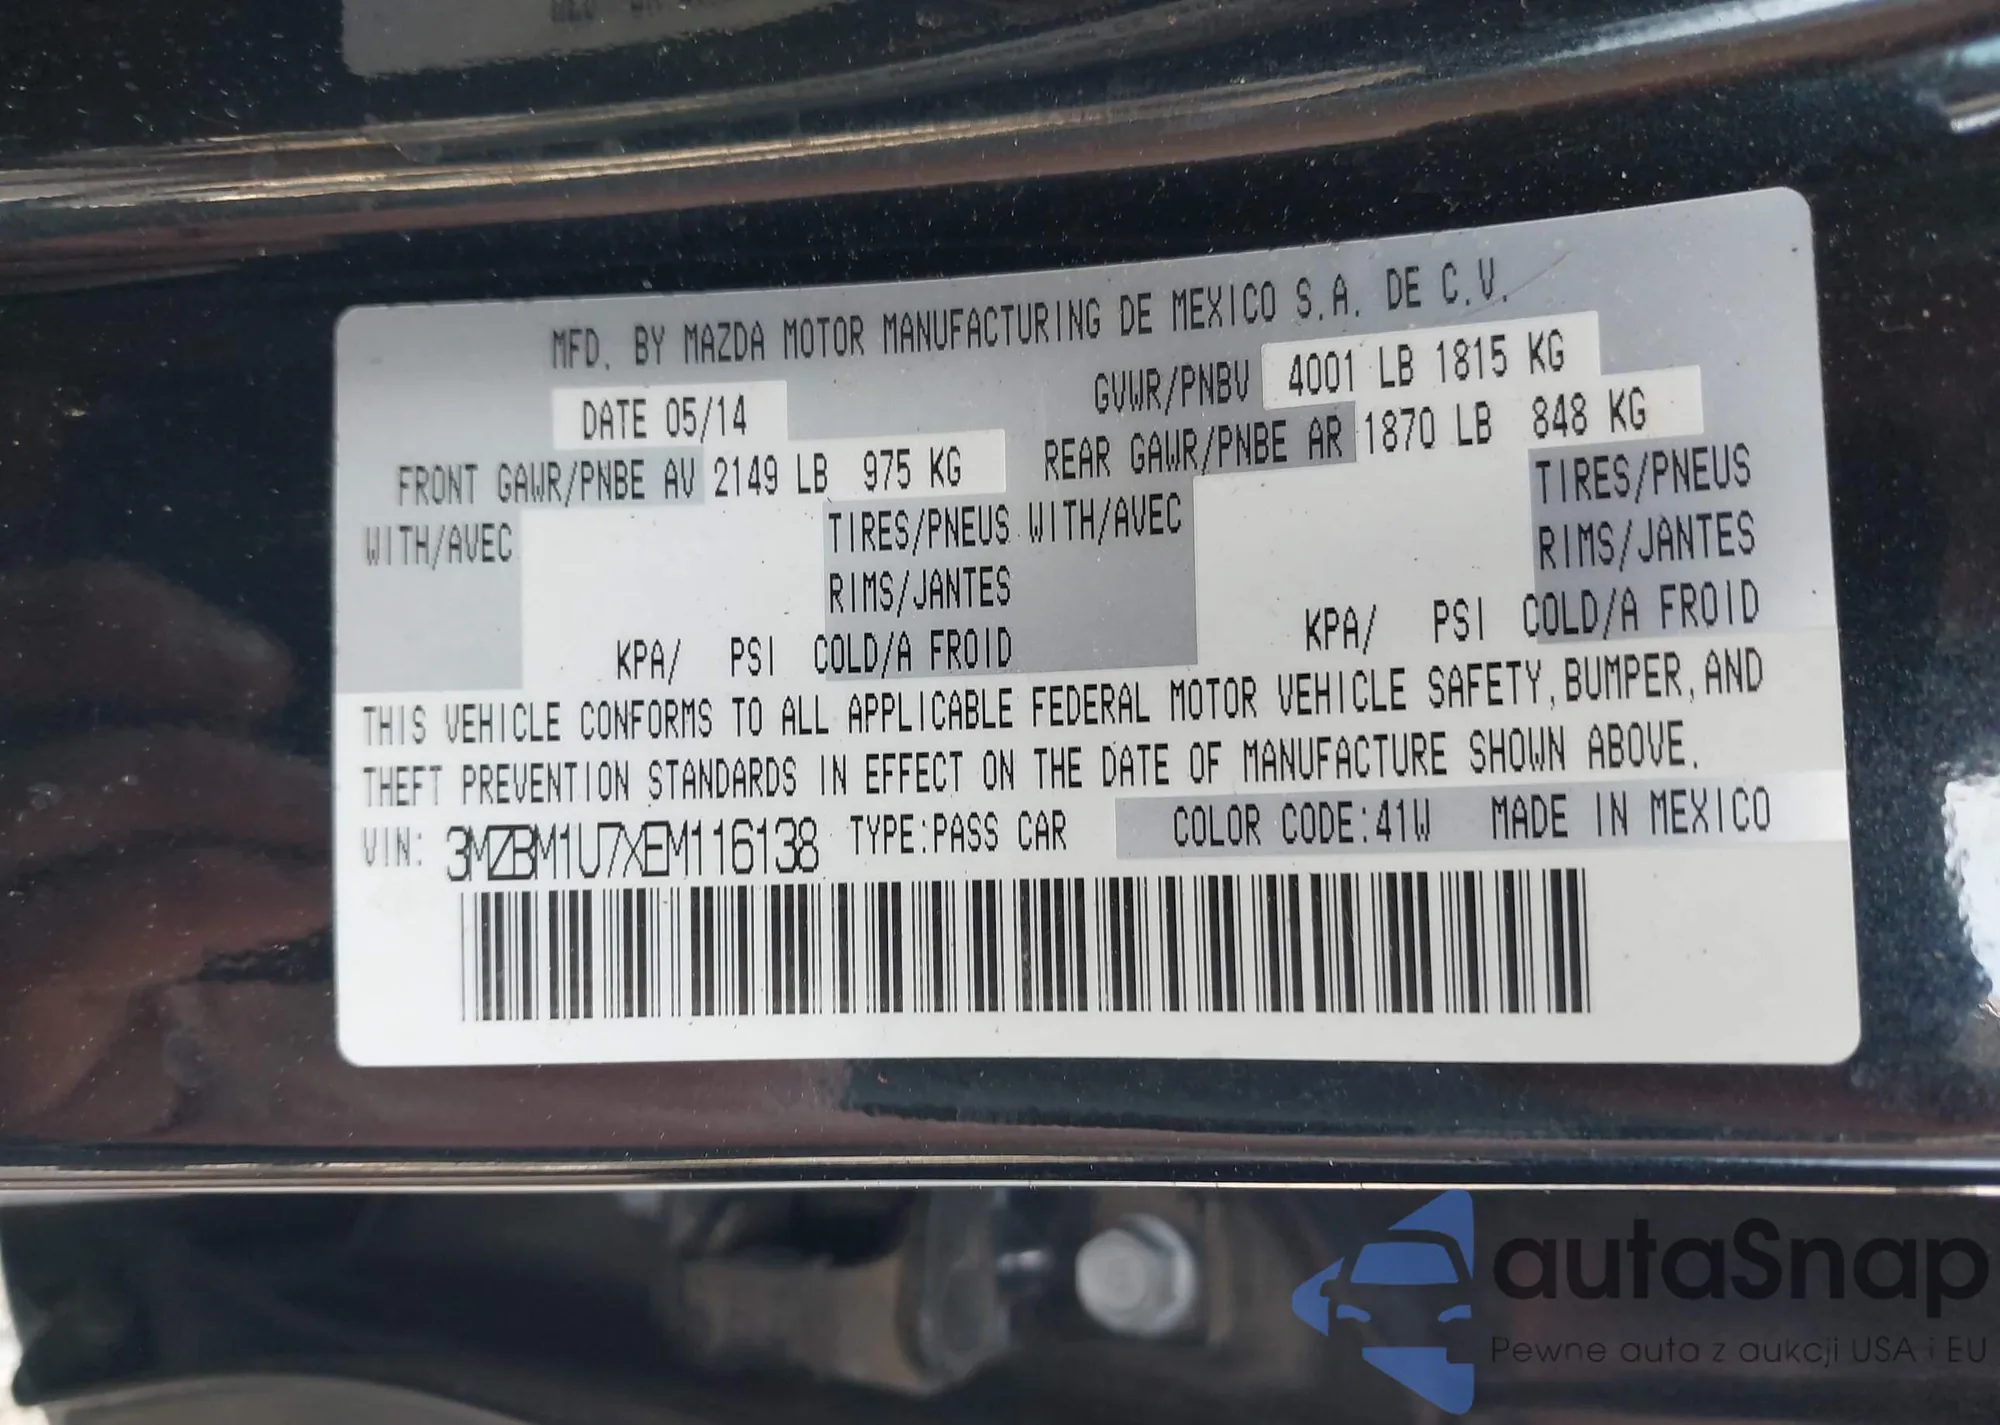 MFD. BY MAZDA MOTOR MANUFACTURING DE MEXICO S.A. DE C.V.
DATE 05/14 GVWR/PNBV 4001 LB 1815 KG
FRONT GAWR/PNBE AV 2149 LB 975 KG REAR GAWR/PNBE AR 1870 LB 848 KG
WITH/AVEC TIRES/PNEUS WITH/AVEC TIRES/PNEUS
RIMS/JANTES RIMS/JANTES
KPA/ PSI COLD/A FROID KPA/ PSI COLD/A FROID
THIS VEHICLE CONFORMS TO ALL APPLICABLE FEDERAL MOTOR VEHICLE SAFETY, BUMPER, AND
THEFT PREVENTION STANDARDS IN EFFECT ON THE DATE OF MANUFACTURE SHOWN ABOVE.
VIN: 3MZBM1U7XEM116138 TYPE:PASS CAR COLOR CODE:41W MADE IN MEXICO
autaSnap
Pewne auta z aukcji USA i EU